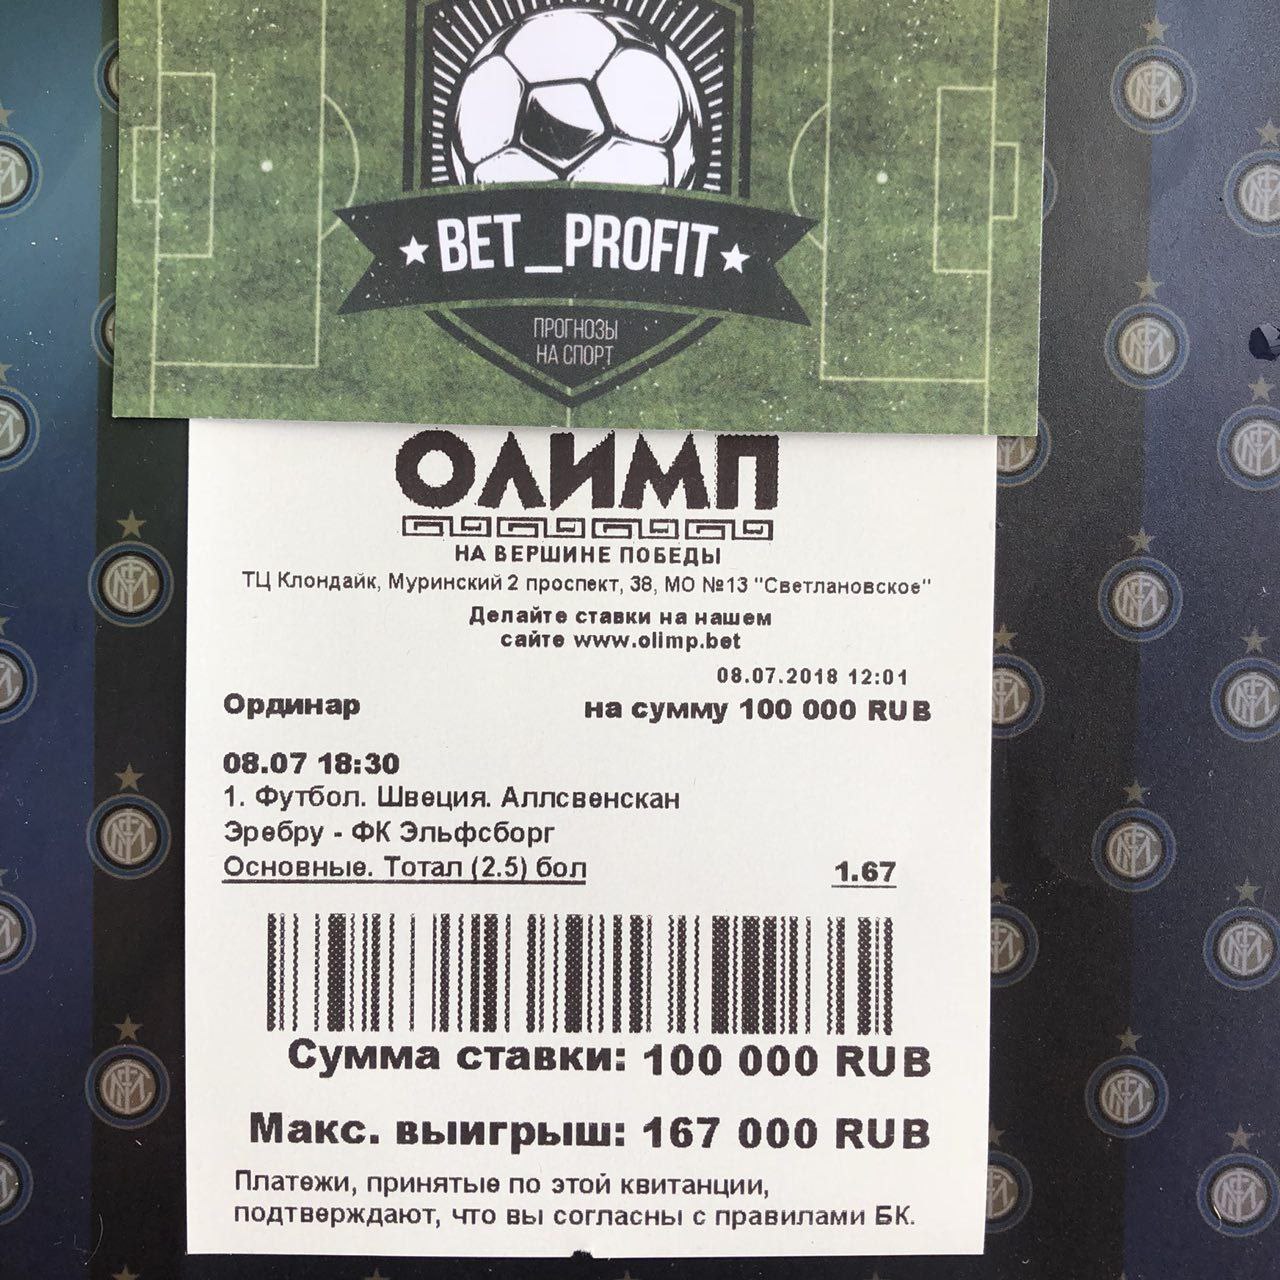 BET_PROFIT
ПРОГНОЗЫ
НА СПОРТ
ОЛИМП
НА ВЕРШИНЕ ПОБЕДЫ
ТЦ Клондайк, Муринский 2 проспект, 38, МО №13 "Светлановское"
Делайте ставки на нашем
сайте www.olimp.bet
08.07.2018 12:01
Ординар на сумму 100 000 RUB
08.07 18:30
1. Футбол. Швеция. Аллсвенскан
Эребру - ФК Эльфсборг
Основные. Тотал (2.5) бол 1.67
Сумма ставки: 100 000 RUB
Макс. выигрыш: 167 000 RUB
Платежи, принятые по этой квитанции,
подтверждают, что вы согласны с правилами БК.